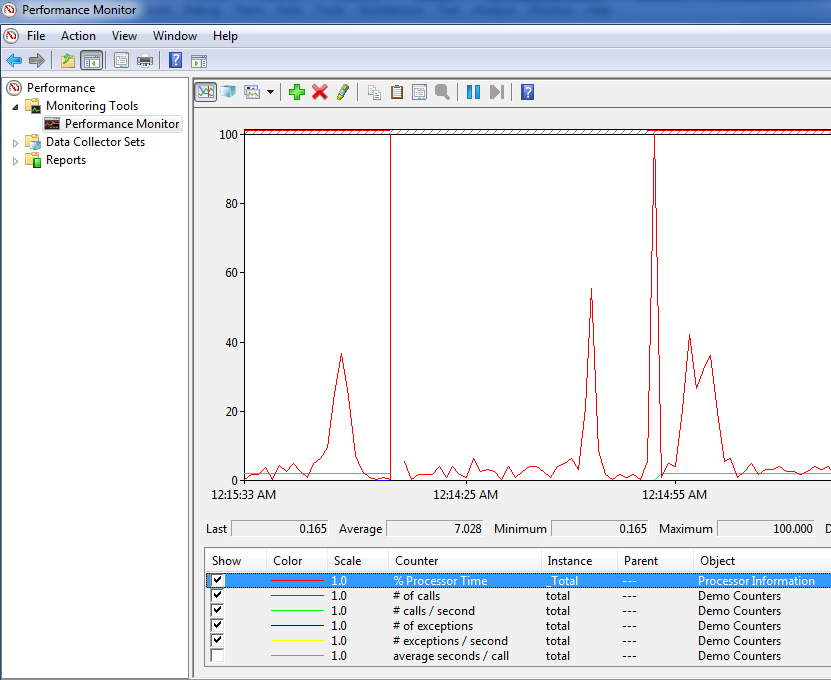 Performance Monitor
File Action View Window Help
Performance
Monitoring Tools
Performance Monitor
Data Collector Sets
Reports
100
80
60
40
20
0
12:15:33 AM 12:14:25 AM 12:14:55 AM
Last 0.165 Average 7.028 Minimum 0.165 Maximum 100.000 D
Show Color Scale Counter Instance Parent Object
1.0 % Processor Time _Total --- Processor Information
1.0 # of calls total --- Demo Counters
1.0 # calls / second total --- Demo Counters
1.0 # of exceptions total --- Demo Counters
1.0 # exceptions / second total --- Demo Counters
1.0 average seconds / call total --- Demo Counters